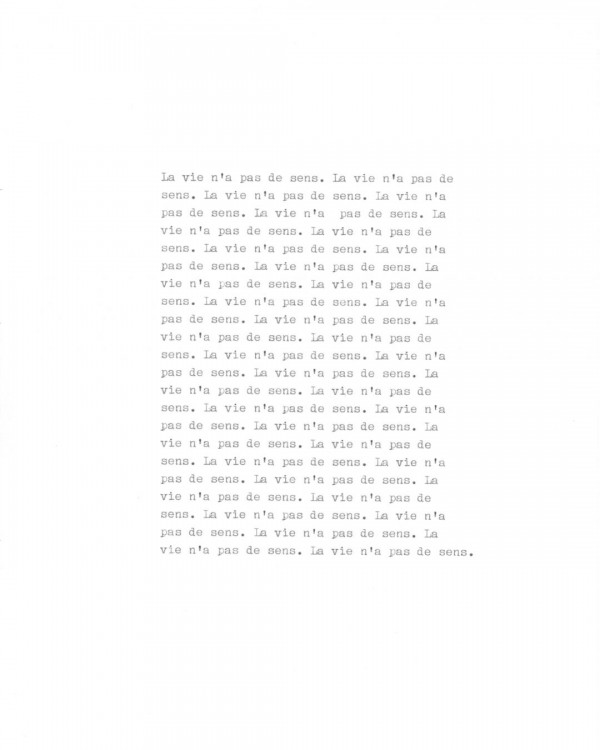 La vie n'a pas de sens. La vie n'a pas de
sens. La vie n'a pas de sens. La vie n'a
pas de sens. La vie n'a  pas de sens. La
vie n'a pas de sens. La vie n'a pas de
sens. La vie n'a pas de sens. La vie n'a
pas de sens. La vie n'a pas de sens. La
vie n'a pas de sens. La vie n'a pas de
sens. La vie n'a pas de sens. La vie n'a
pas de sens. La vie n'a pas de sens. La
vie n'a pas de sens. La vie n'a pas de
sens. La vie n'a pas de sens. La vie n'a
pas de sens. La vie n'a pas de sens. La
vie n'a pas de sens. La vie n'a pas de
sens. La vie n'a pas de sens. La vie n'a
pas de sens. La vie n'a pas de sens. La
vie n'a pas de sens. La vie n'a pas de
sens. La vie n'a pas de sens. La vie n'a
pas de sens. La vie n'a pas de sens. La
vie n'a pas de sens. La vie n'a pas de
sens. La vie n'a pas de sens. La vie n'a
pas de sens. La vie n'a pas de sens. La
vie n'a pas de sens. La vie n'a pas de sens.